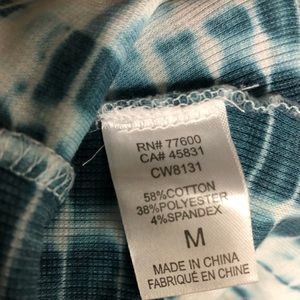 RN# 77600
CA# 45831
CW8131
58%COTTON
38%POLYESTER
4%SPANDEX
M
MADE IN CHINA
FABRIQUÉ EN CHINE